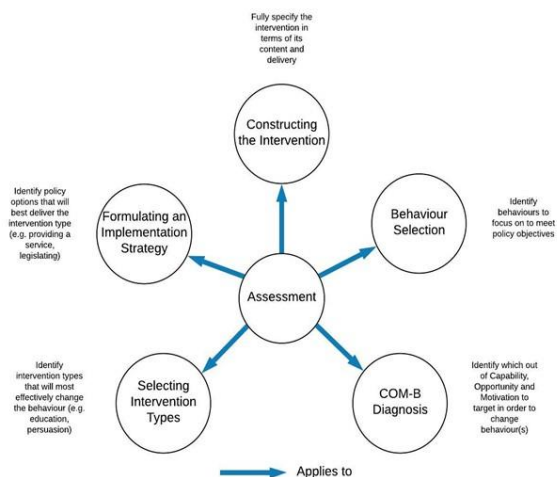 Fully specify the
intervention in
terms of its
content and
delivery
Constructing
the Intervention
Identify policy
options that will
best deliver the
intervention type
(e.g. providing a
service,
legislating)
Formulating an
Implementation
Strategy
Behaviour
Selection
Identify
behaviours to
focus on to meet
policy objectives
Assessment
Identify
intervention types
that will most
effectively change
the behaviour (e.g.
education,
persuasion)
Selecting
Intervention
Types
COM-B
Diagnosis
Identify which out
of Capability,
Opportunity and
Motivation to
target in order to
change
behaviour(s)
Applies to